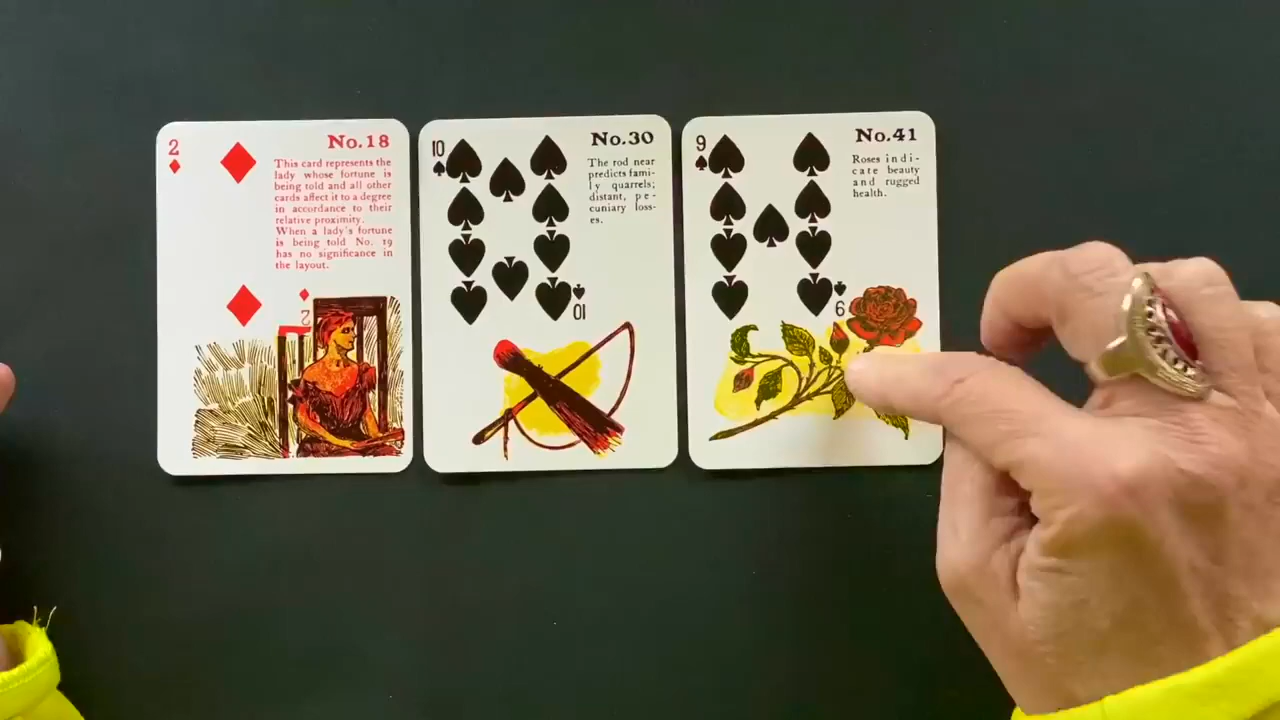 2
No.18
This card represents the
lady whose fortune is
being told and all other
cards affect it to a degree
in accordance to their
relative proximity.
When a lady's fortune
is being told No. 19
has no significance in
the layout.
2
10
No.30
The rod near
predicts fami-
ly quarrels;
distant, pe-
cuniary loss-
es.
10
9
No.41
Roses indi-
cate beauty
and rugged
health.
9